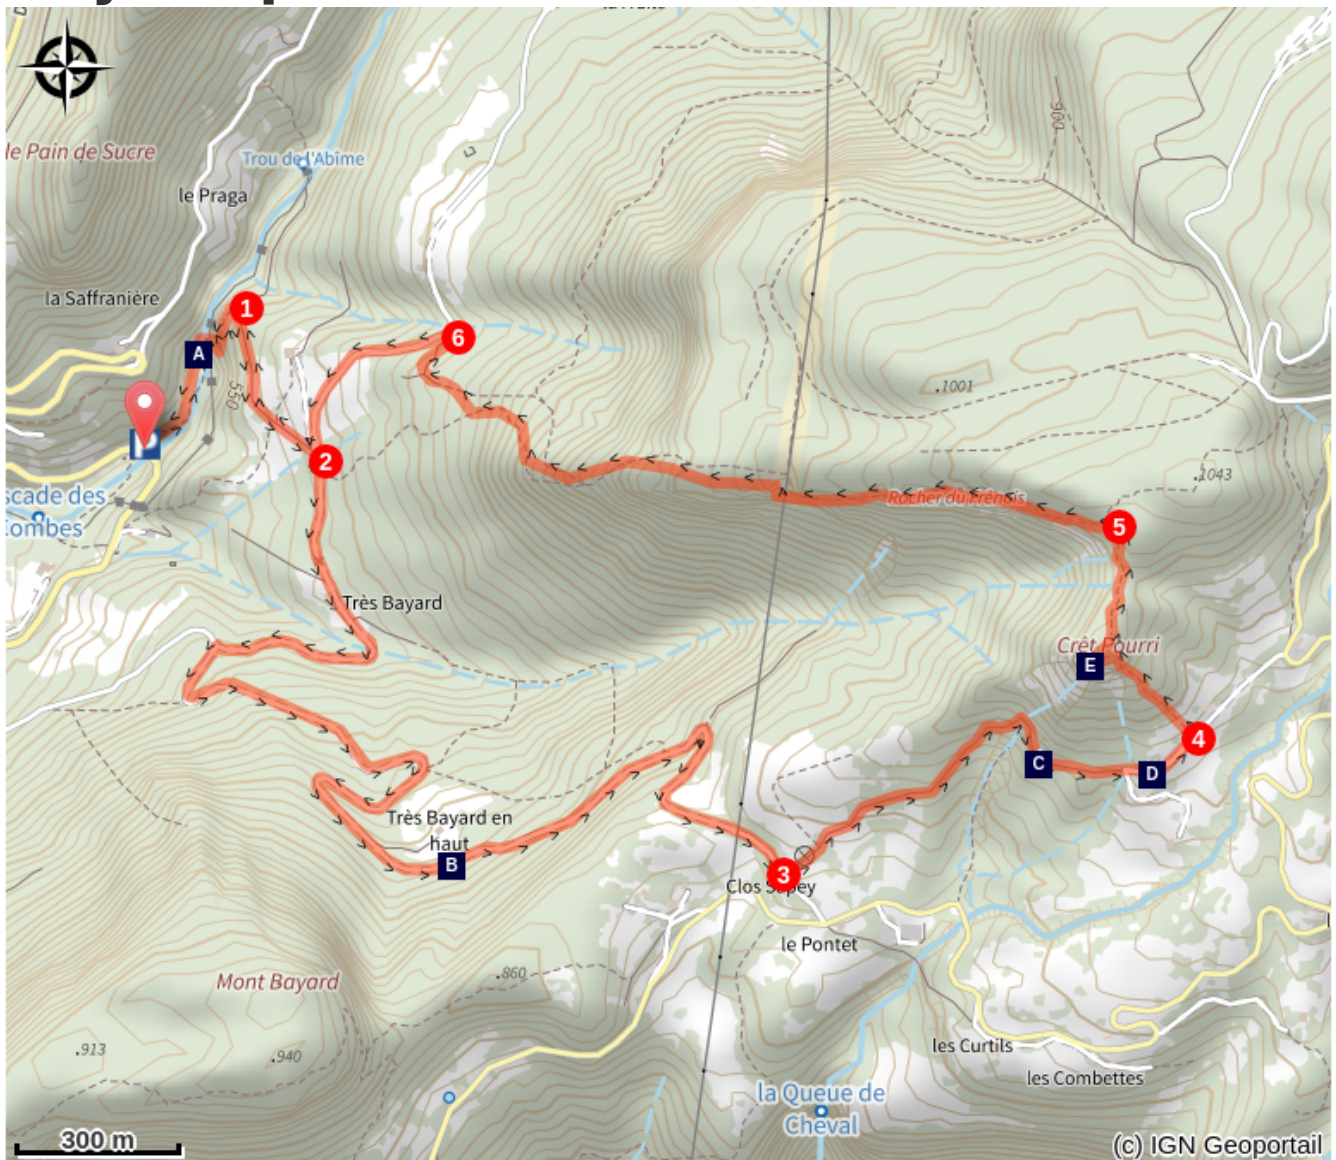 le Pain de Sucre
Trou de l'Abîme
le Praga
900
la Saffranière
1
6
A
550
.1001
2
.1043
scade des
ombes
Rocher du Frénois
5
Très Bayard
Crêt Pourri
E
4
C
D
Très Bayard en
haut
B
3
Clos Sapey
le Pontet
Mont Bayard
.860
.913
.940
les Curtils
les Combettes
la Queue de
Cheval
300 m
(c) IGN Geoportail